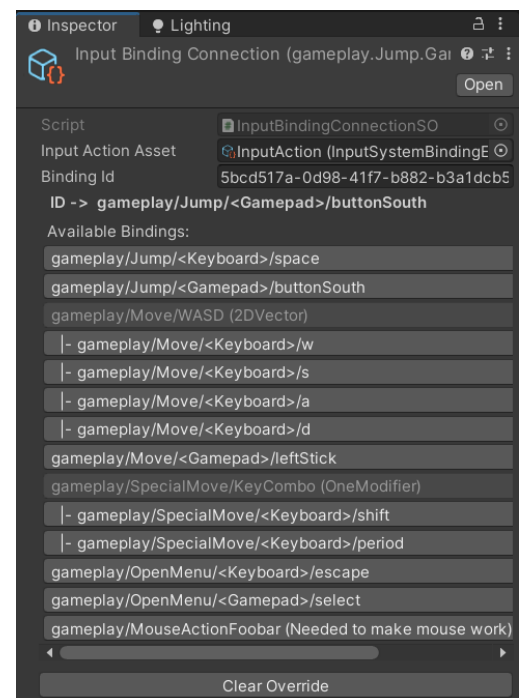 Inspector Lighting
Input Binding Connection (gameplay.Jump.Ga
Open
Script InputBindingConnectionSO
Input Action Asset InputAction (InputSystemBindingE
Binding Id 5bcd517a-0d98-41f7-b882-b3a1dcb5
ID -> gameplay/Jump/<Gamepad>/buttonSouth
Available Bindings:
gameplay/Jump/<Keyboard>/space
gameplay/Jump/<Gamepad>/buttonSouth
gameplay/Move/WASD (2DVector)
|- gameplay/Move/<Keyboard>/w
|- gameplay/Move/<Keyboard>/s
|- gameplay/Move/<Keyboard>/a
|- gameplay/Move/<Keyboard>/d
gameplay/Move/<Gamepad>/leftStick
gameplay/SpecialMove/KeyCombo (OneModifier)
|- gameplay/SpecialMove/<Keyboard>/shift
|- gameplay/SpecialMove/<Keyboard>/period
gameplay/OpenMenu/<Keyboard>/escape
gameplay/OpenMenu/<Gamepad>/select
gameplay/MouseActionFoobar (Needed to make mouse work)
Clear Override